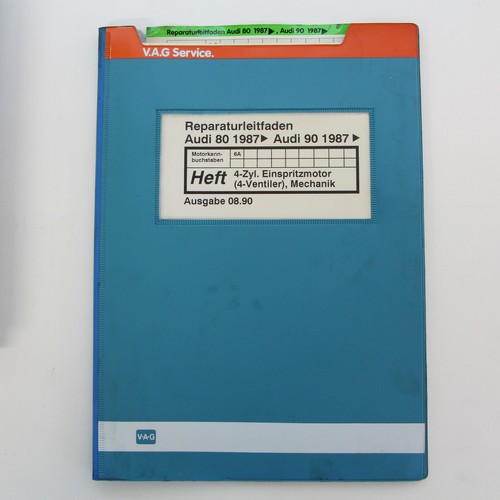 Reparaturleitfaden Audi 80 1987▶, Audi 90 1987▶
V.A.G Service.
Reparaturleitfaden
Audi 80 1987▶ Audi 90 1987▶
Motorkenn-
buchstaben
6A
Heft
4-Zyl. Einspritzmotor
(4-Ventiler), Mechanik
Ausgabe 08.90
V·A·G